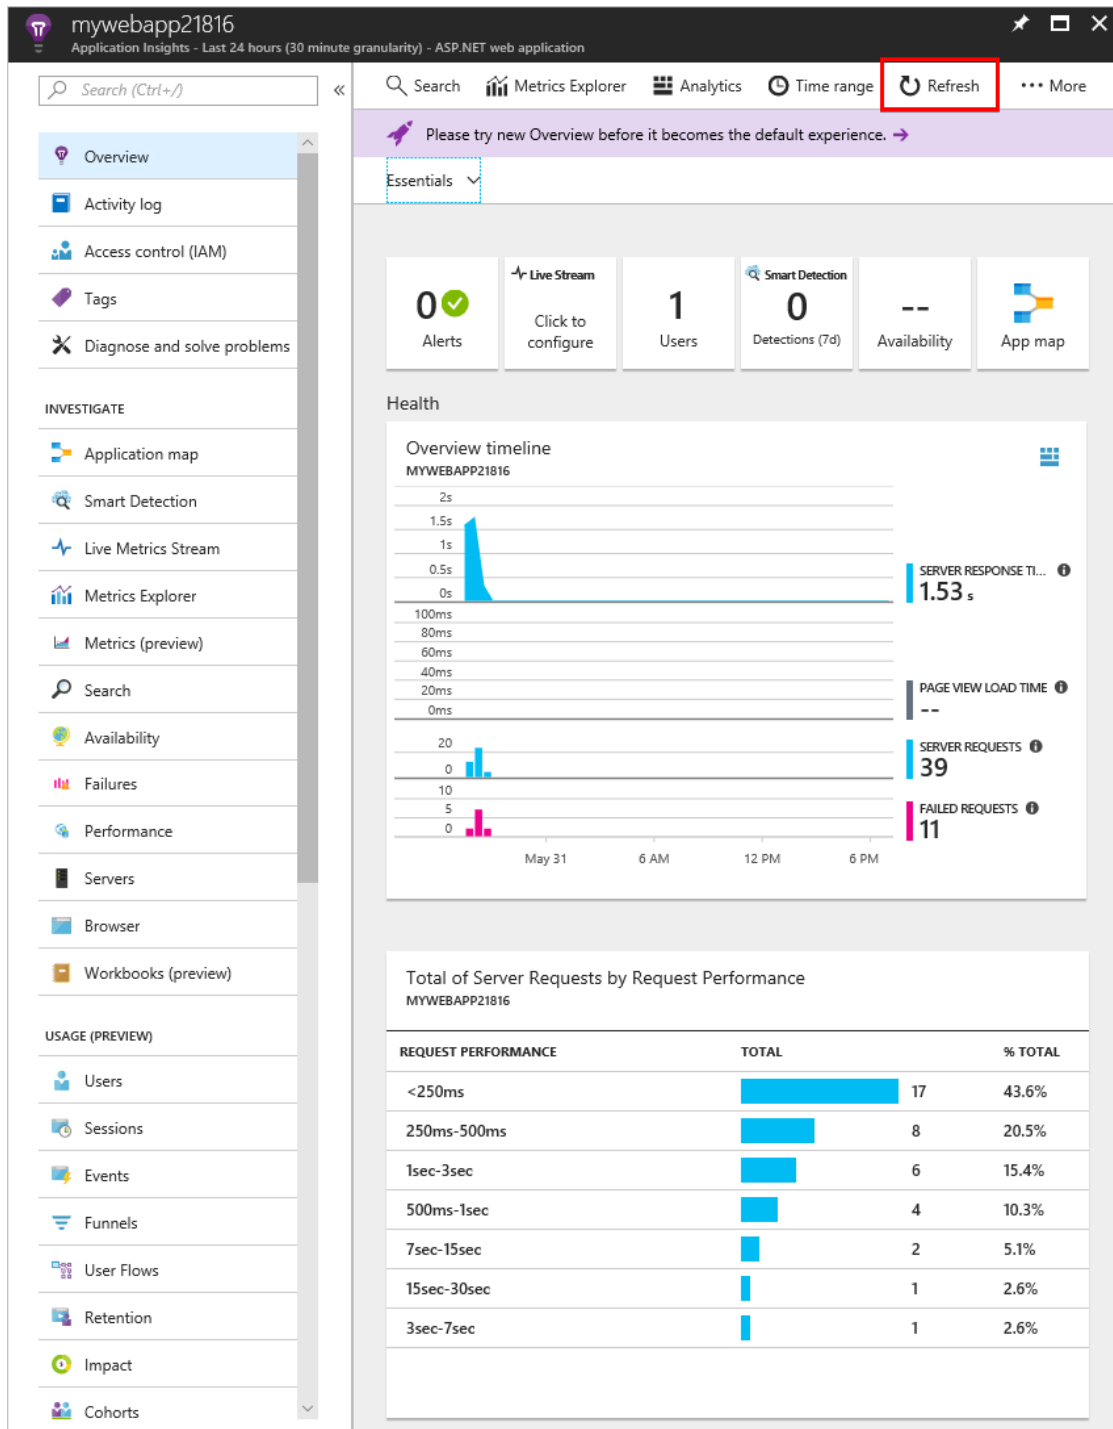 mywebapp21816
Application Insights - Last 24 hours (30 minute granularity) - ASP.NET web application
Search (Ctrl+/)
«
Overview
Activity log
Access control (IAM)
Tags
Diagnose and solve problems
INVESTIGATE
Application map
Smart Detection
Live Metrics Stream
Metrics Explorer
Metrics (preview)
Search
Availability
Failures
Performance
Servers
Browser
Workbooks (preview)
USAGE (PREVIEW)
Users
Sessions
Events
Funnels
User Flows
Retention
Impact
Cohorts
Search Metrics Explorer Analytics Time range Refresh ··· More
Please try new Overview before it becomes the default experience. →
Essentials
0
Alerts
Live Stream
Click to
configure
1
Users
Smart Detection
0
Detections (7d)
--
Availability
App map
Health
Overview timeline
MYWEBAPP21816
2s
1.5s
1s
0.5s
0s
SERVER RESPONSE TI...
1.53 s
100ms
80ms
60ms
40ms
20ms
0ms
PAGE VIEW LOAD TIME
--
20
0
SERVER REQUESTS
39
10
5
0
FAILED REQUESTS
11
May 31 6 AM 12 PM 6 PM
Total of Server Requests by Request Performance
MYWEBAPP21816
REQUEST PERFORMANCE TOTAL % TOTAL
<250ms 17 43.6%
250ms-500ms 8 20.5%
1sec-3sec 6 15.4%
500ms-1sec 4 10.3%
7sec-15sec 2 5.1%
15sec-30sec 1 2.6%
3sec-7sec 1 2.6%